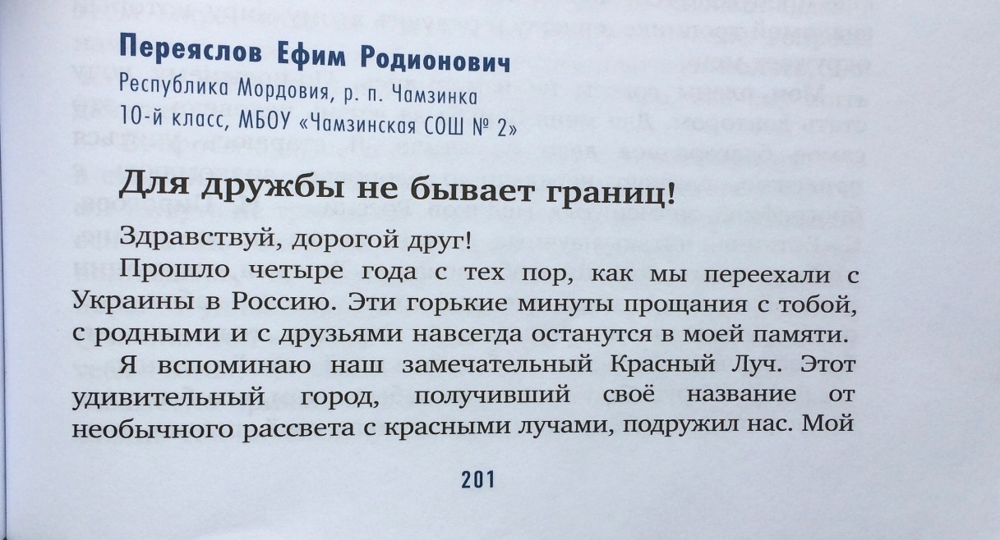 Переяслов Ефим Родионович
Республика Мордовия, р. п. Чамзинка
10-й класс, МБОУ «Чамзинская СОШ № 2»
Для дружбы не бывает границ!
Здравствуй, дорогой друг!
Прошло четыре года с тех пор, как мы переехали с
Украины в Россию. Эти горькие минуты прощания с тобой,
с родными и с друзьями навсегда останутся в моей памяти.
Я вспоминаю наш замечательный Красный Луч. Этот
удивительный город, получивший своё название от
необычного рассвета с красными лучами, подружил нас. Мой
201